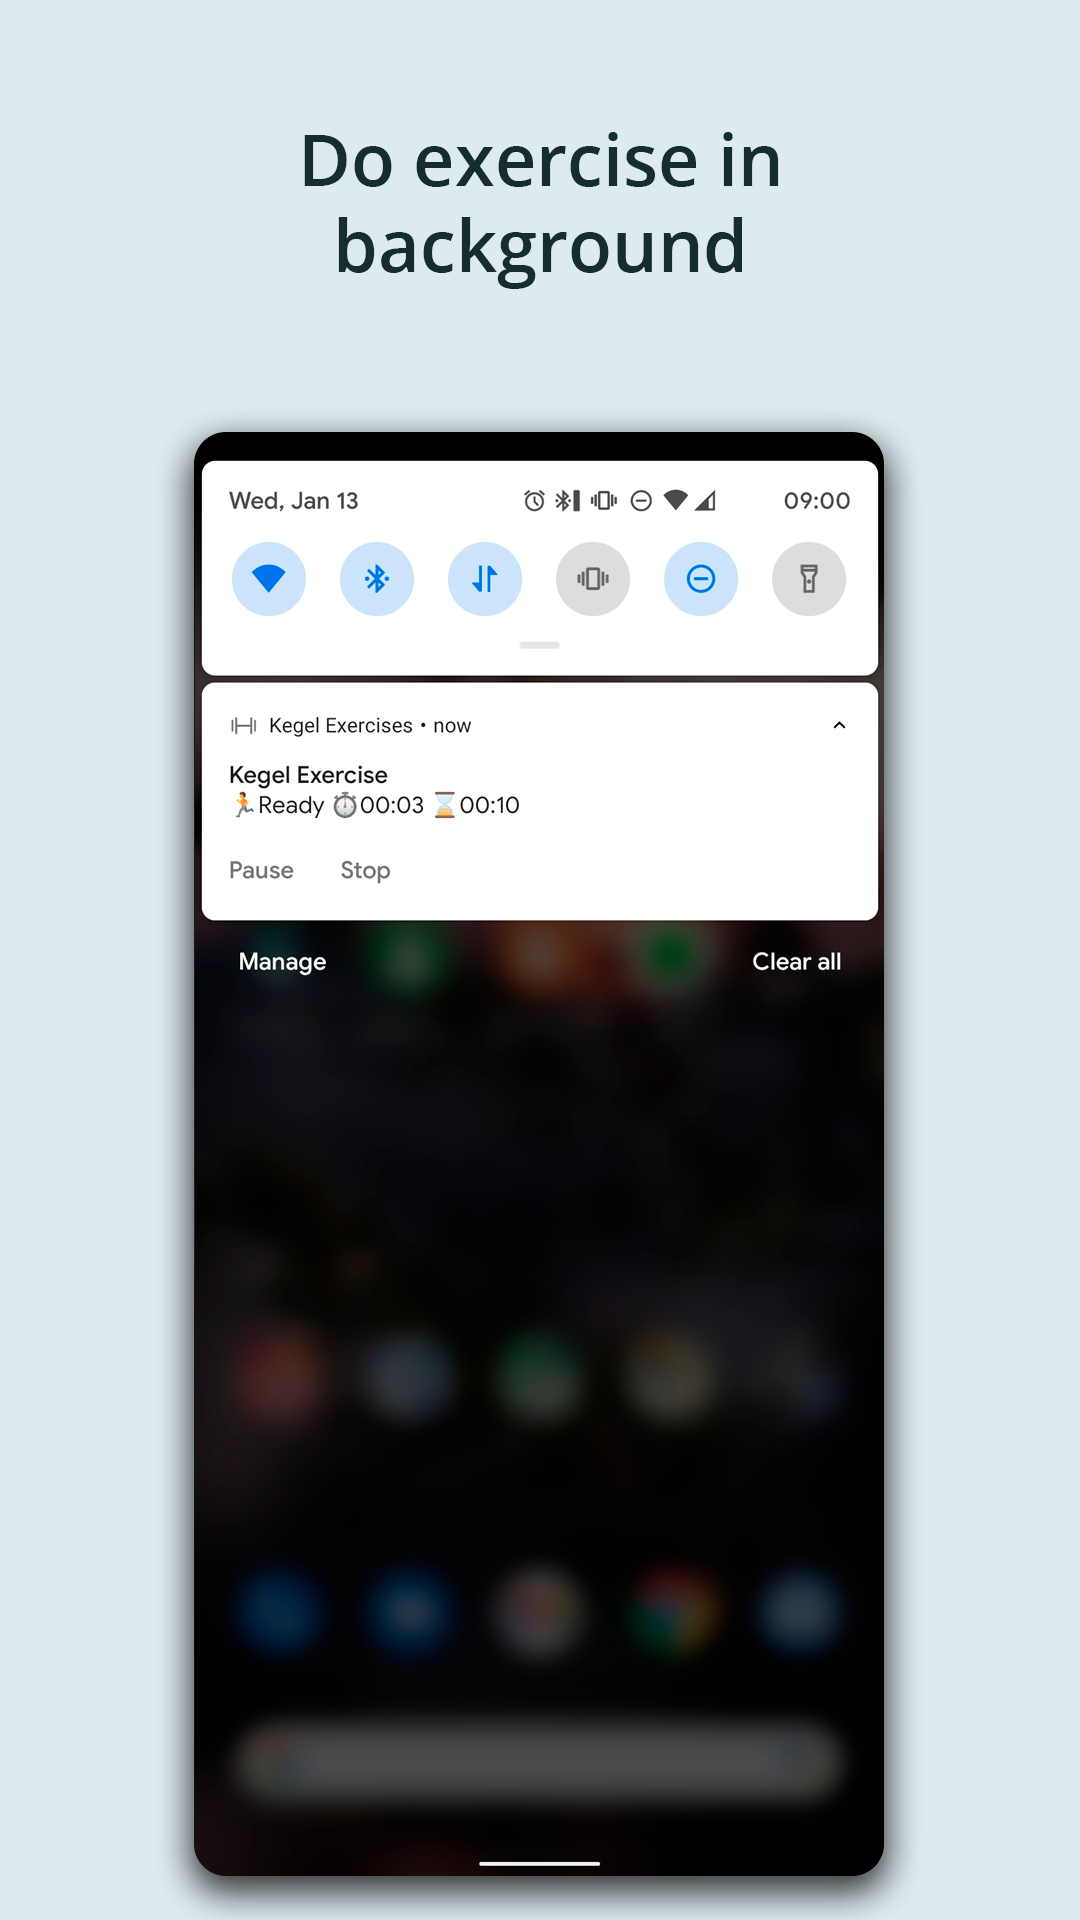 Do exercise in
background
Wed, Jan 13 09:00
Kegel Exercises • now
Kegel Exercise
🏃Ready ⏱00:03 ⏳00:10
Pause Stop
Manage Clear all